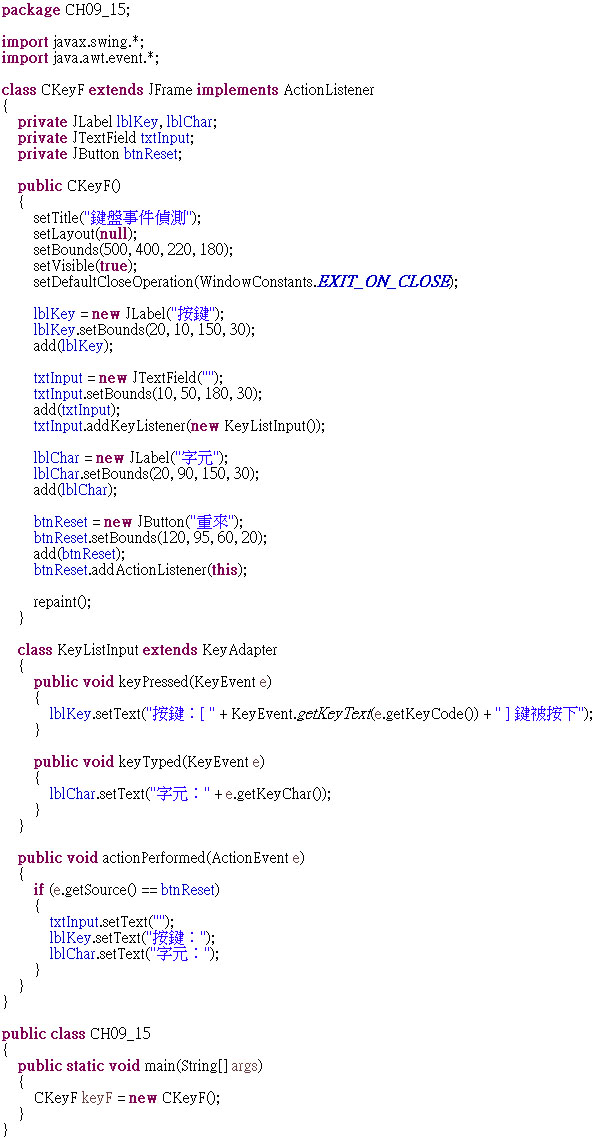 package CH09_15;
import javax.swing.*;
import java.awt.event.*;
class CKeyF extends JFrame implements ActionListener
{
private JLabel lblKey, lblChar;
private JTextField txtInput;
private JButton btnReset;
public CKeyF()
{
setTitle("鍵盤事件偵測");
setLayout(null);
setBounds(500, 400, 220, 180);
setVisible(true);
setDefaultCloseOperation(WindowConstants.EXIT_ON_CLOSE);
lblKey = new JLabel("按鍵");
lblKey.setBounds(20, 10, 150, 30);
add(lblKey);
txtInput = new JTextField("");
txtInput.setBounds(10, 50, 180, 30);
add(txtInput);
txtInput.addKeyListener(new KeyListInput());
lblChar = new JLabel("字元");
lblChar.setBounds(20, 90, 150, 30);
add(lblChar);
btnReset = new JButton("重來");
btnReset.setBounds(120, 95, 60, 20);
add(btnReset);
btnReset.addActionListener(this);
repaint();
}
class KeyListInput extends KeyAdapter
{
public void keyPressed(KeyEvent e)
{
lblKey.setText("按鍵：[ " + KeyEvent.getKeyText(e.getKeyCode()) + " ] 鍵被按下");
}
public void keyTyped(KeyEvent e)
{
lblChar.setText("字元：" + e.getKeyChar());
}
}
public void actionPerformed(ActionEvent e)
{
if (e.getSource() == btnReset)
{
txtInput.setText("");
lblKey.setText("按鍵：");
lblChar.setText("字元：");
}
}
}
public class CH09_15
{
public static void main(String[] args)
{
CKeyF keyF = new CKeyF();
}
}